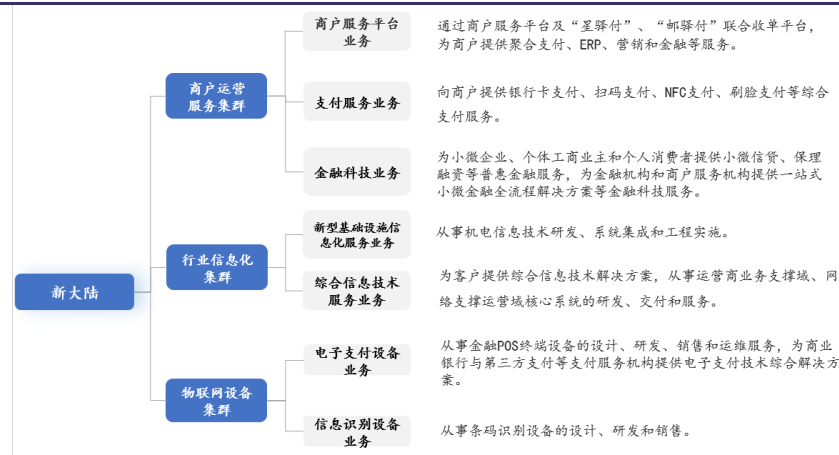 新大陆
商户运营
服务集群
商户服务平台
业务
通过商户服务平台及“星驿付”、“邮驿付”联合收单平台，
为商户提供聚合支付、ERP、营销和金融等服务。
支付服务业务
向商户提供银行卡支付、扫码支付、NFC支付、刷脸支付等综合
支付服务。
金融科技业务
为小微企业、个体工商业主和个人消费者提供小微信贷、保理
融资等普惠金融服务，为金融机构和商户服务机构提供一站式
小微金融全流程解决方案等金融科技服务。
行业信息化
集群
新型基础设施信
息化服务业务
从事机电信息技术研发、系统集成和工程实施。
综合信息技术
服务业务
为客户提供综合信息技术解决方案，从事运营商业务支撑域、网
络支撑运营域核心系统的研发、交付和服务。
物联网设备
集群
电子支付设备
业务
从事金融POS终端设备的设计、研发、销售和运维服务，为商业
银行与第三方支付等支付服务机构提供电子支付技术综合解决方
案。
信息识别设备
业务
从事条码识别设备的设计、研发和销售。